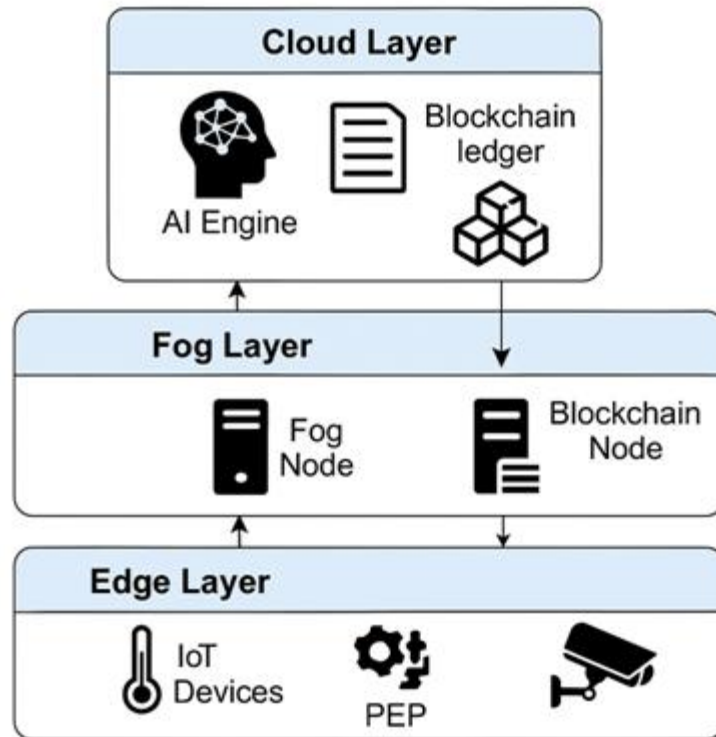 Cloud Layer
AI Engine
Blockchain
ledger
Fog Layer
Fog
Node
Blockchain
Node
Edge Layer
IoT
Devices
PEP